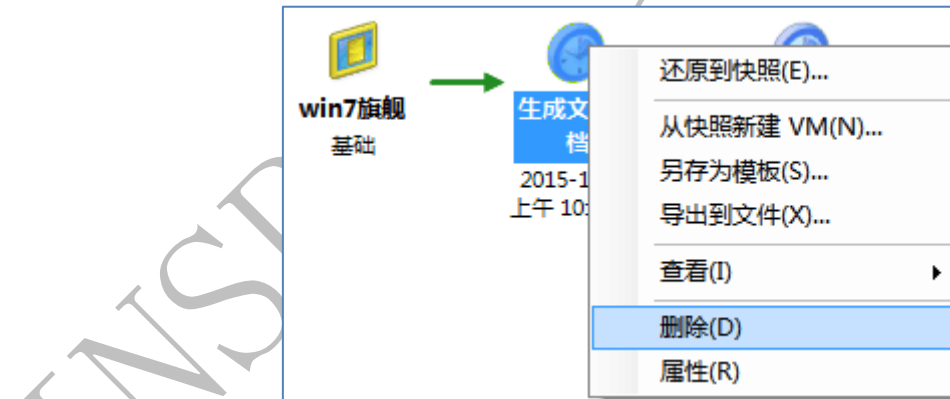 win7旗舰
基础
生成文
档
2015-1
上午 10:
还原到快照(E)...
从快照新建 VM(N)...
另存为模板(S)...
导出到文件(X)...
查看(I)
删除(D)
属性(R)